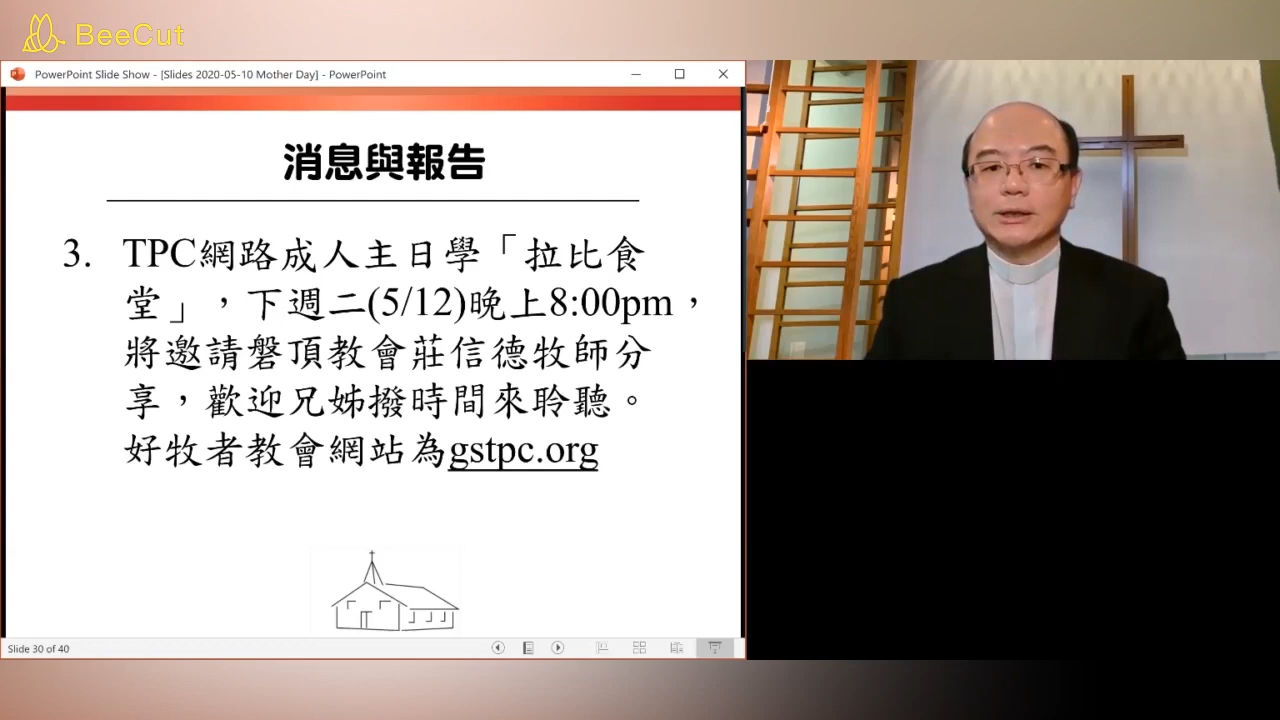 BeeCut
PowerPoint Slide Show - [Slides 2020-05-10 Mother Day] - PowerPoint
消息與報告
3. TPC網路成人主日學「拉比食
堂」，下週二(5/12)晚上8:00pm，
將邀請磐頂教會莊信德牧師分
享，歡迎兄姊撥時間來聆聽。
好牧者教會網站為gstpc.org
Slide 30 of 40